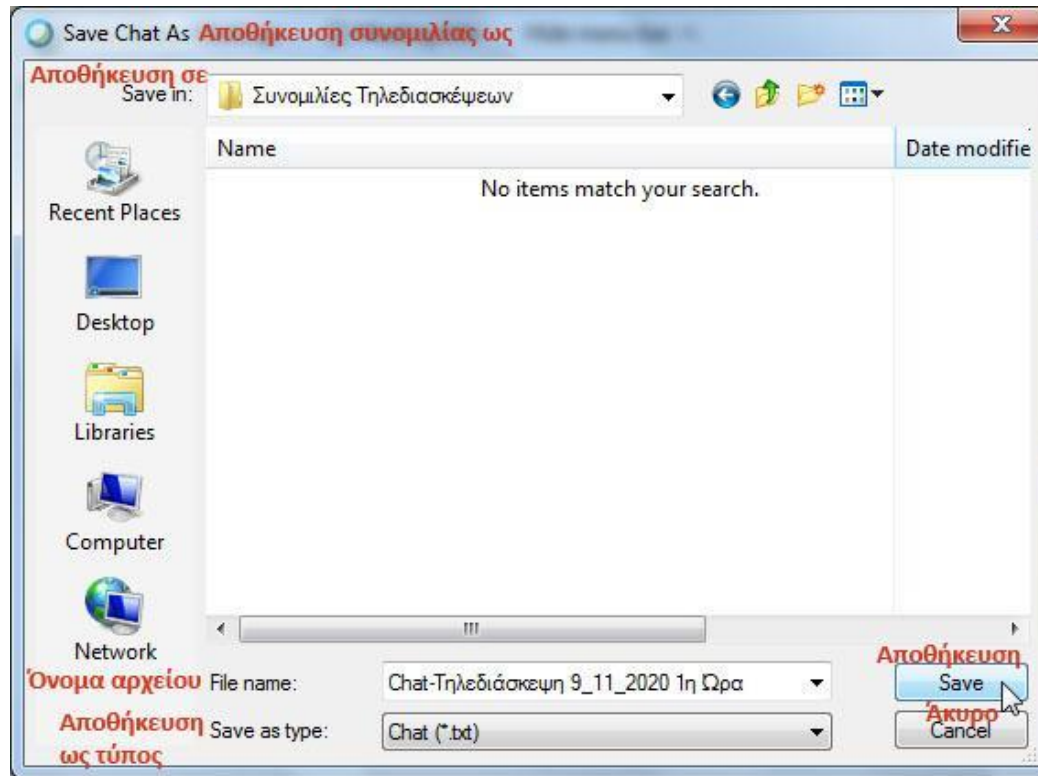 Save Chat As Αποθήκευση συνομιλίας ως
Αποθήκευση σε
Save in: Συνομιλίες Τηλεδιασκέψεων
Name Date modifie
No items match your search.
Recent Places
Desktop
Libraries
Computer
Network
Αποθήκευση
Όνομα αρχείου File name: Chat-Τηλεδιάσκεψη 9_11_2020 1η Ώρα Save
Άκυρο
Αποθήκευση Save as type: Chat (*.txt) Cancel
ως τύπος